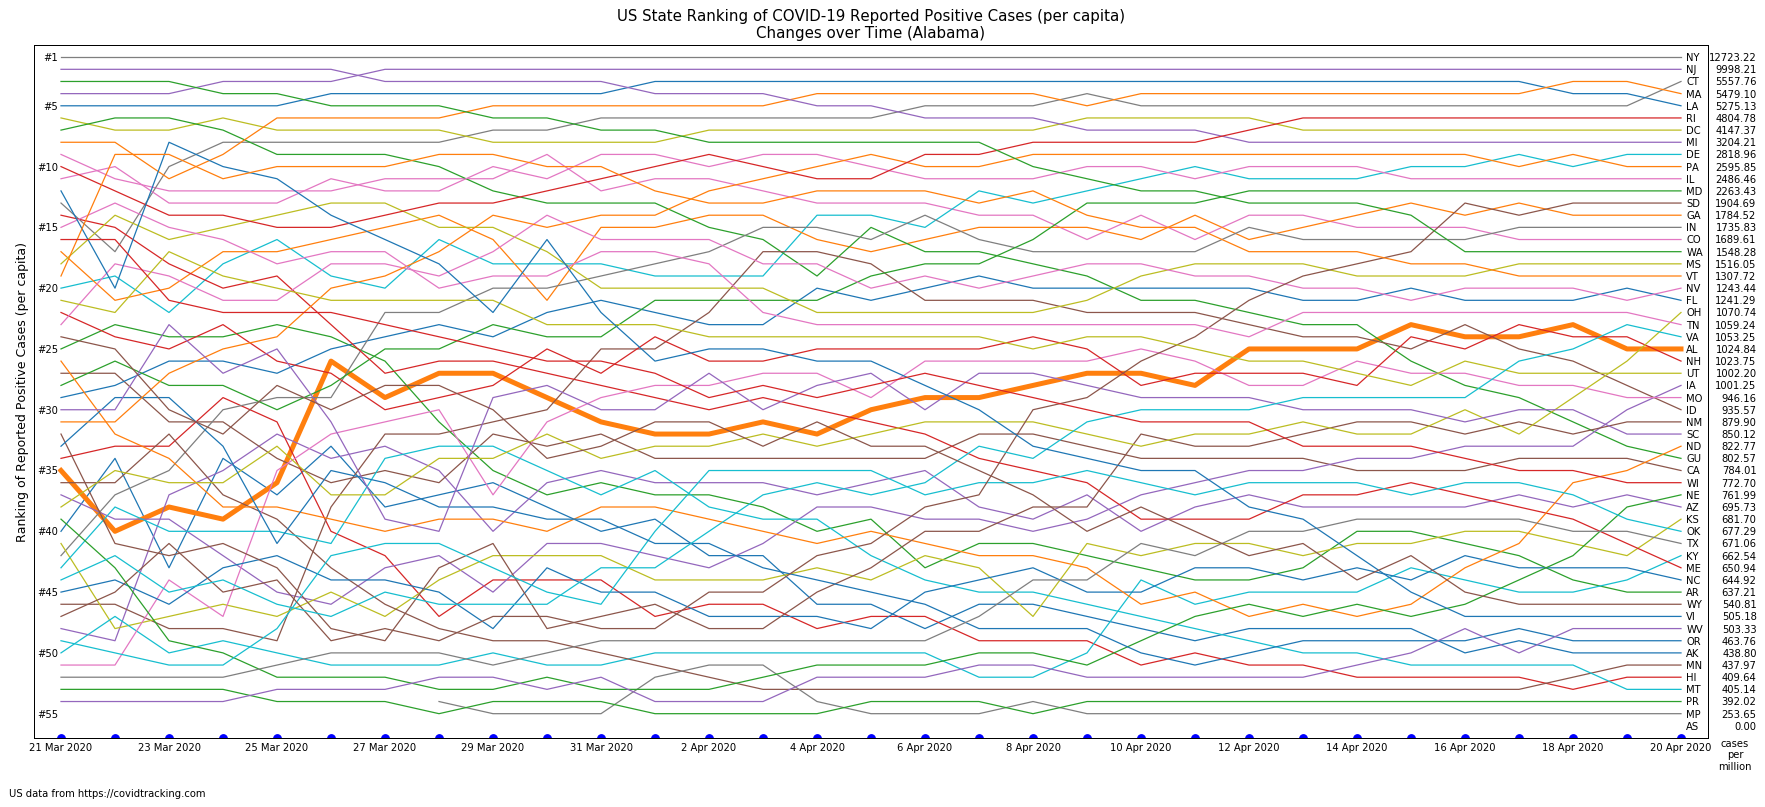 US State Ranking of COVID-19 Reported Positive Cases (per capita)
Changes over Time (Alabama)
Ranking of Reported Positive Cases (per capita)
#1
#5
#10
#15
#20
#25
#30
#35
#40
#45
#50
#55
NY 12723.22
NJ 9998.21
CT 5557.76
MA 5479.10
LA 5275.13
RI 4804.78
DC 4147.37
MI 3204.21
DE 2818.96
PA 2595.85
IL 2486.46
MD 2263.43
SD 1904.69
GA 1784.52
IN 1735.83
CO 1689.61
WA 1548.28
MS 1516.05
VT 1307.72
NV 1243.44
FL 1241.29
OH 1070.74
TN 1059.24
VA 1053.25
AL 1024.84
NH 1023.75
UT 1002.20
IA 1001.25
MO 946.16
ID 935.57
NM 879.90
SC 850.12
ND 822.77
GU 802.57
CA 784.01
WI 772.70
NE 761.99
AZ 695.73
KS 681.70
OK 677.29
TX 671.06
KY 662.54
ME 650.94
NC 644.92
AR 637.21
WY 540.81
VI 505.18
WV 503.33
OR 463.76
AK 438.80
MN 437.97
HI 409.64
MT 405.14
PR 392.02
MP 253.65
AS 0.00
21 Mar 2020 23 Mar 2020 25 Mar 2020 27 Mar 2020 29 Mar 2020 31 Mar 2020 2 Apr 2020 4 Apr 2020 6 Apr 2020 8 Apr 2020 10 Apr 2020 12 Apr 2020 14 Apr 2020 16 Apr 2020 18 Apr 2020 20 Apr 2020
cases
per
million
US data from https://covidtracking.com